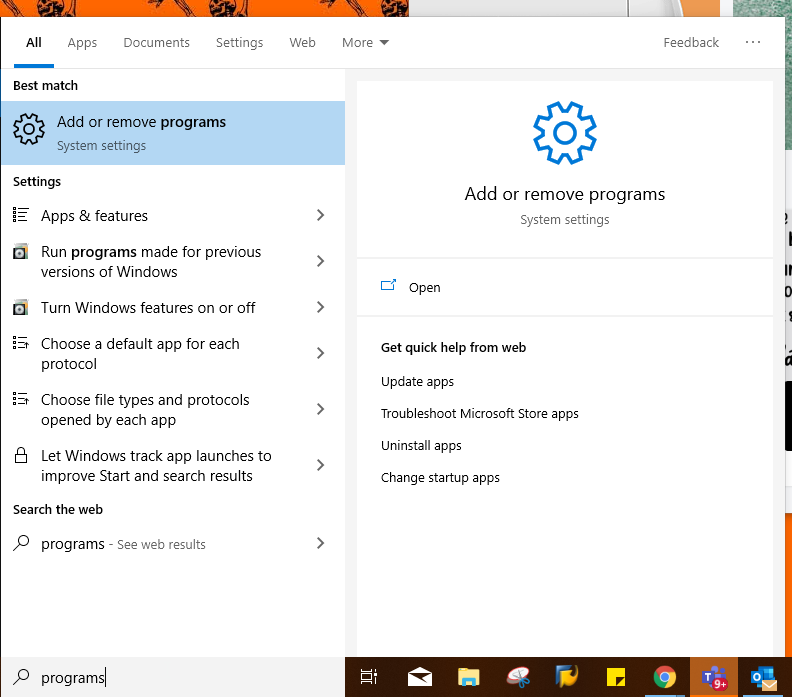 All Apps Documents Settings Web More Feedback ...
Best match
Add or remove programs
System settings
Settings
Apps & features
Run programs made for previous
versions of Windows
Turn Windows features on or off
Choose a default app for each
protocol
Choose file types and protocols
opened by each app
Let Windows track app launches to
improve Start and search results
Search the web
programs - See web results
Add or remove programs
System settings
Open
Get quick help from web
Update apps
Troubleshoot Microsoft Store apps
Uninstall apps
Change startup apps
programs
9+